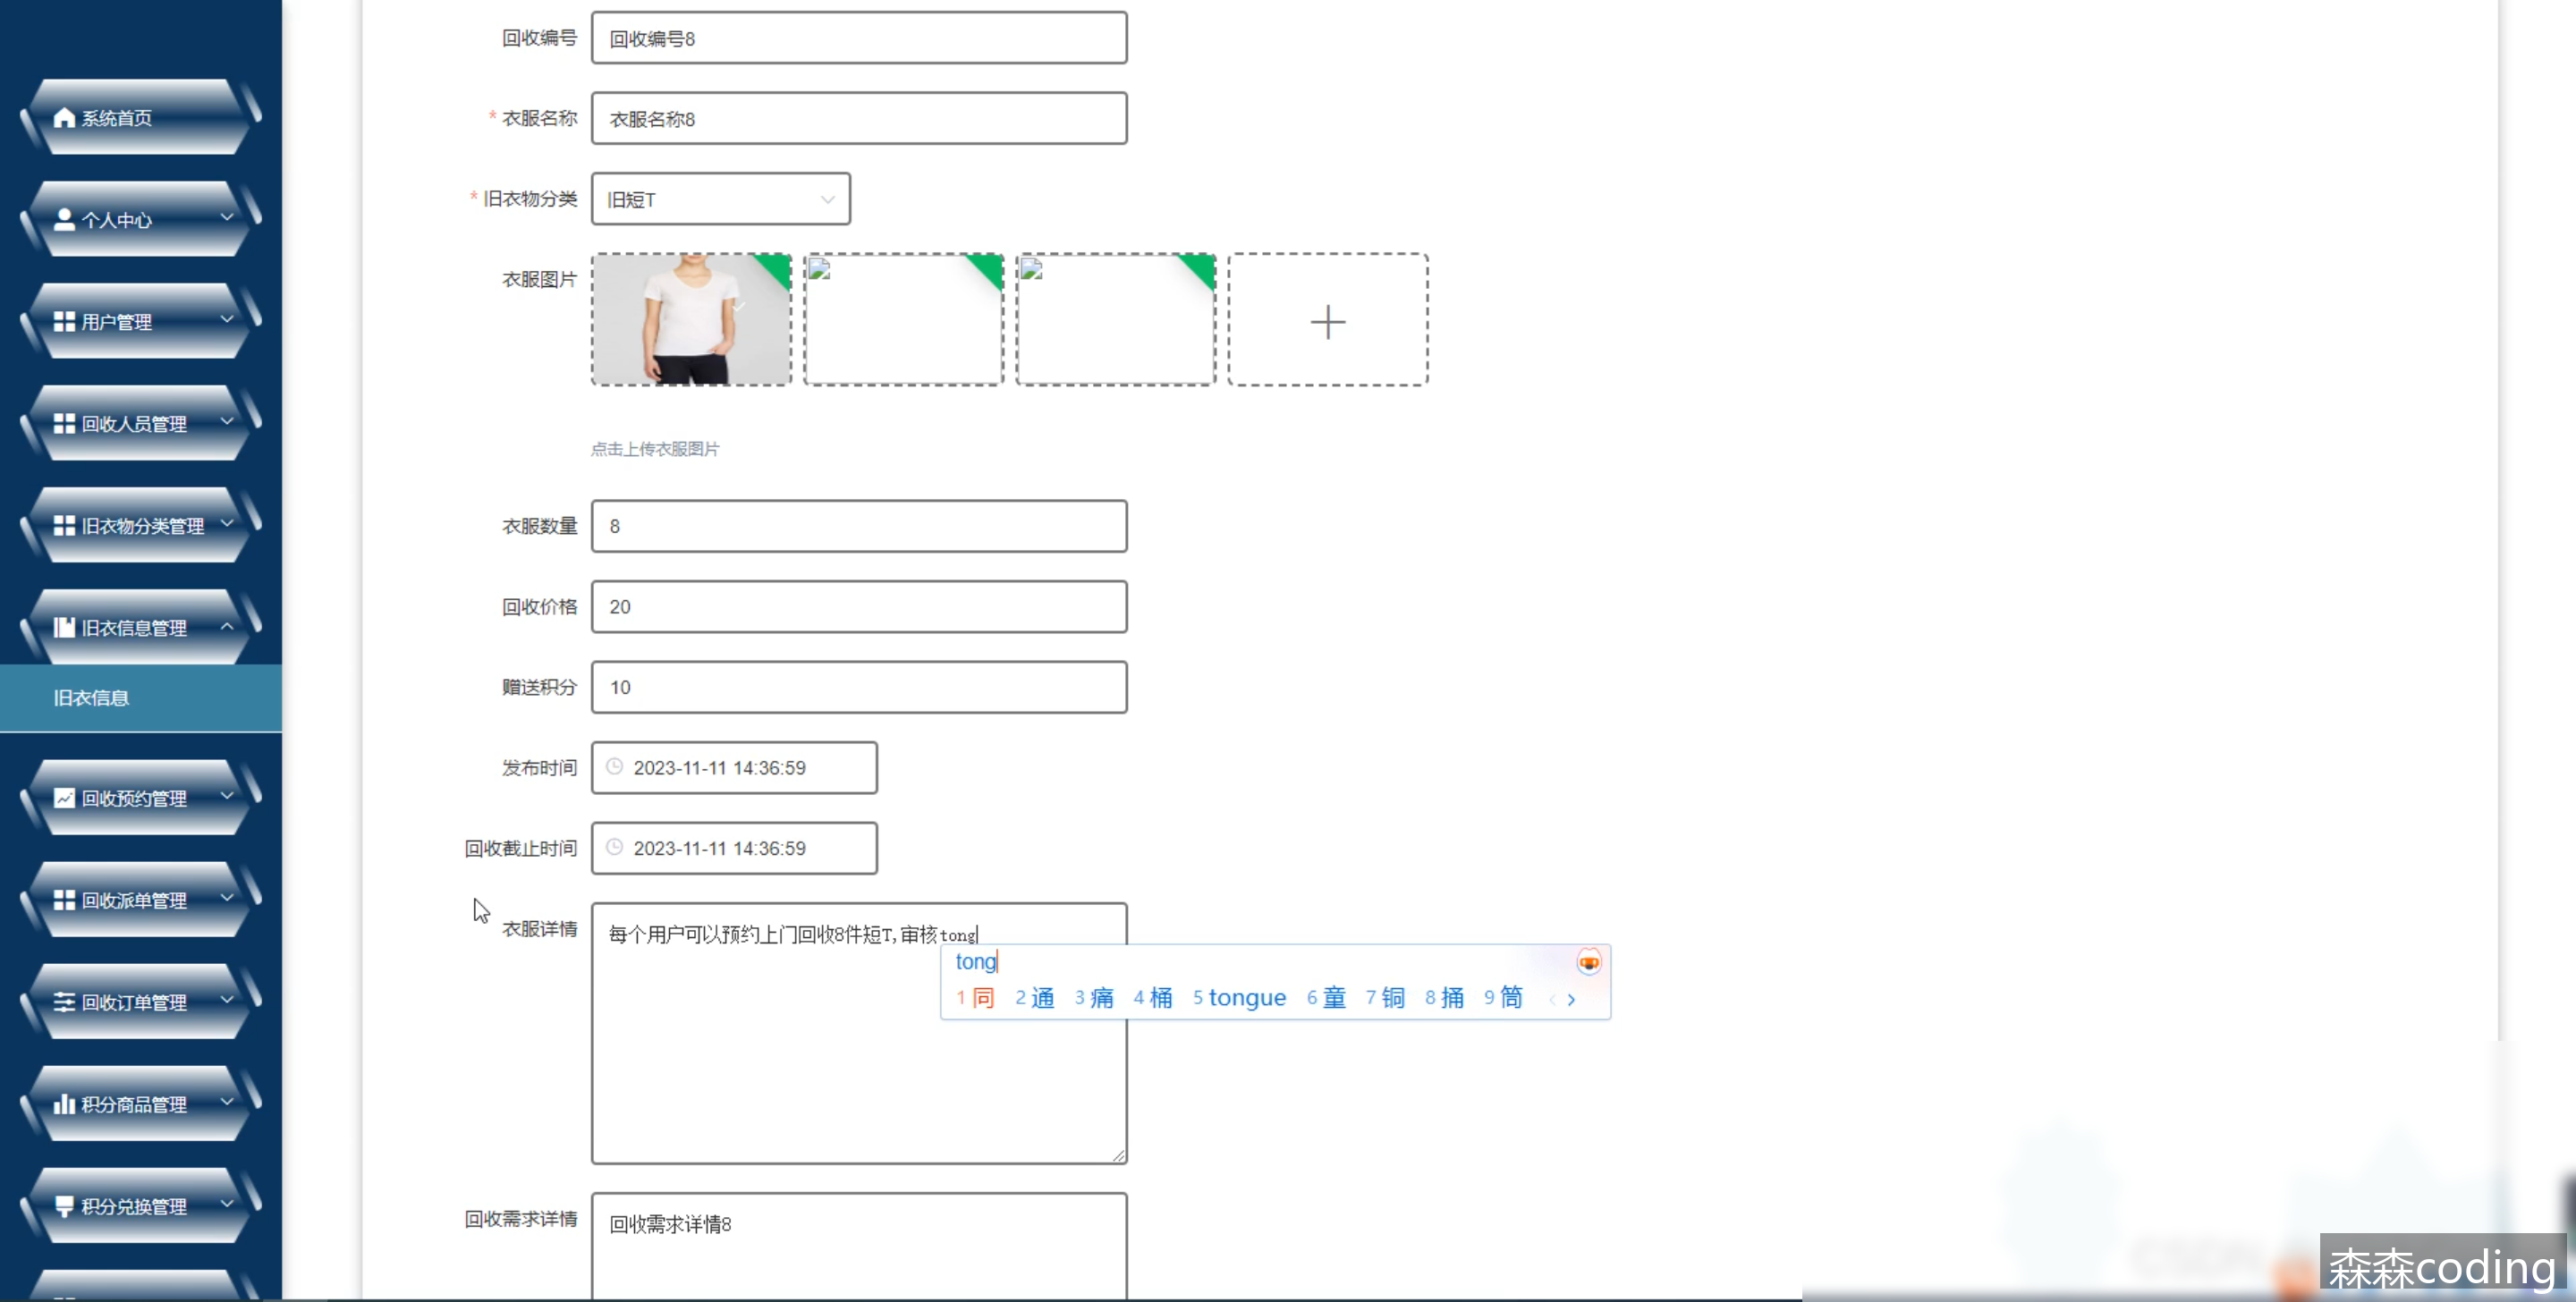 系统首页
个人中心
用户管理
回收人员管理
旧衣物分类管理
旧衣信息管理
旧衣信息
回收预约管理
回收派单管理
回收订单管理
积分商品管理
积分兑换管理
回收编号 回收编号8
* 衣服名称 衣服名称8
* 旧衣物分类 旧短T
衣服图片
点击上传衣服图片
衣服数量 8
回收价格 20
赠送积分 10
发布时间 2023-11-11 14:36:59
回收截止时间 2023-11-11 14:36:59
衣服详情 每个用户可以预约上门回收8件短T,审核tong
tong
1 同 2 通 3 痛 4 桶 5 tongue 6 童 7 铜 8 捅 9 筒
回收需求详情 回收需求详情8
森森coding